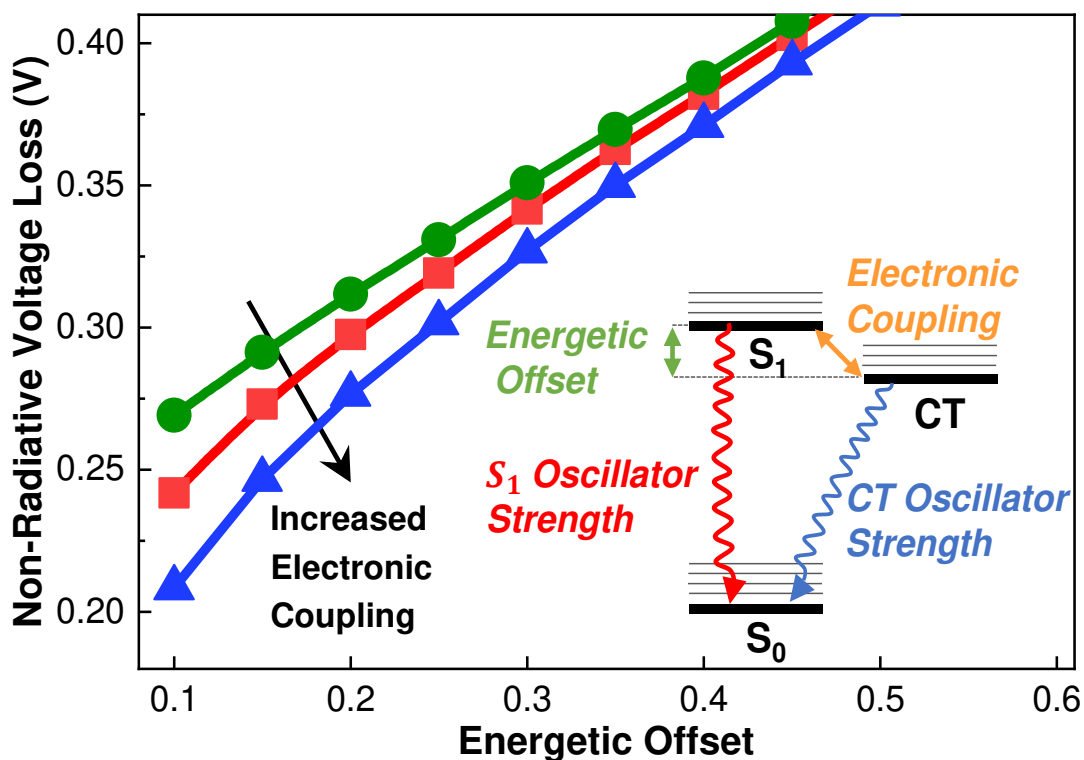 Non-Radiative Voltage Loss (V)
0.40
0.35
0.30
0.25
0.20
0.1
0.2
0.3
0.4
0.5
0.6
Energetic Offset
Increased
Electronic
Coupling
Energetic
Offset
Electronic
Coupling
S₁
CT
S₁ Oscillator
Strength
CT Oscillator
Strength
S₀